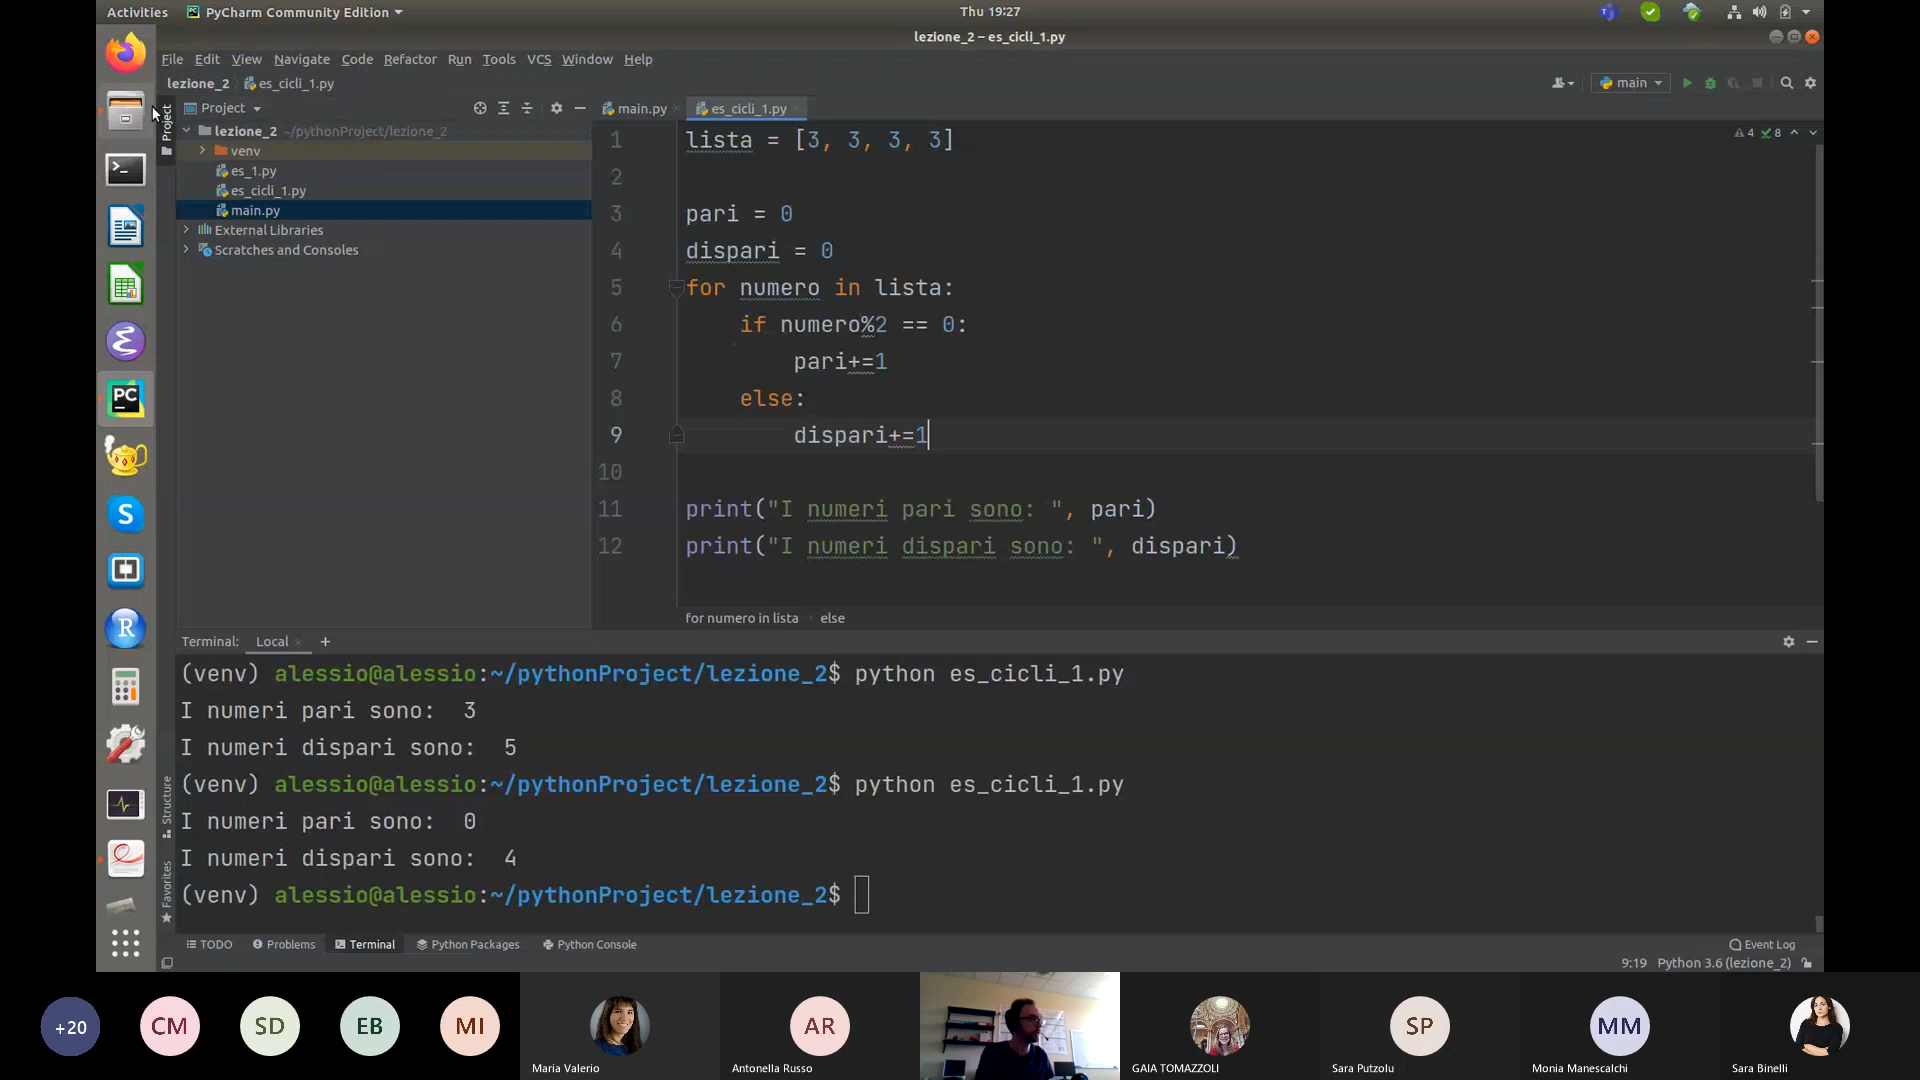 Activities PyCharm Community Edition Thu 19:27
lezione_2 – es_cicli_1.py
File Edit View Navigate Code Refactor Run Tools VCS Window Help
lezione_2 es_cicli_1.py main
Project main.py es_cicli_1.py
Project
lezione_2 ~/pythonProject/lezione_2
venv
es_1.py
es_cicli_1.py
main.py
External Libraries
Scratches and Consoles
4 8
1 lista = [3, 3, 3, 3]
2
3 pari = 0
4 dispari = 0
5 for numero in lista:
6 if numero%2 == 0:
7 pari+=1
8 else:
9 dispari+=1
10
11 print("I numeri pari sono: ", pari)
12 print("I numeri dispari sono: ", dispari)
for numero in lista else
Terminal: Local +
(venv) alessio@alessio:~/pythonProject/lezione_2$ python es_cicli_1.py
I numeri pari sono:  3
I numeri dispari sono:  5
(venv) alessio@alessio:~/pythonProject/lezione_2$ python es_cicli_1.py
I numeri pari sono:  0
I numeri dispari sono:  4
(venv) alessio@alessio:~/pythonProject/lezione_2$
Structure
Favorites
TODO Problems Terminal Python Packages Python Console Event Log
9:19 Python 3.6 (lezione_2)
PC
S
R
+20 CM SD EB MI AR SP MM
Maria Valerio Antonella Russo GAIA TOMAZZOLI Sara Putzolu Monia Manescalchi Sara Binelli